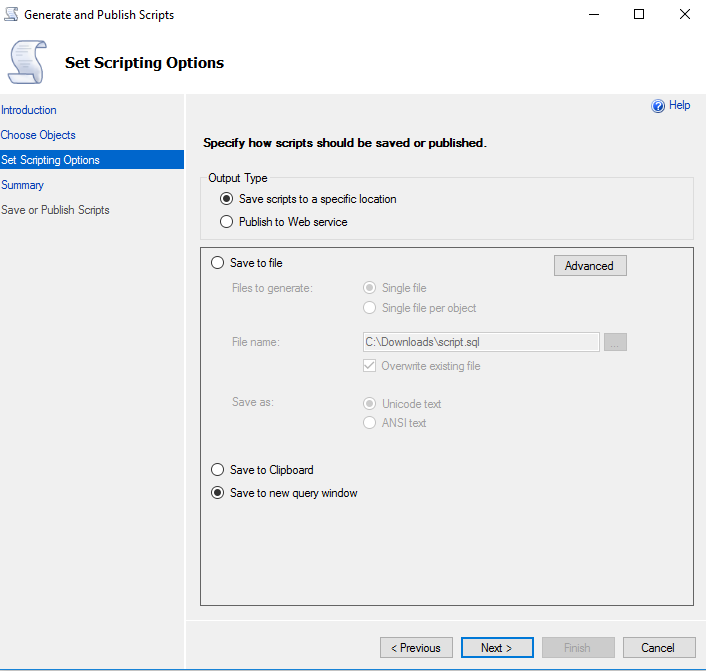 Generate and Publish Scripts
Set Scripting Options
Introduction
Choose Objects
Set Scripting Options
Summary
Save or Publish Scripts
Help
Specify how scripts should be saved or published.
Output Type
Save scripts to a specific location
Publish to Web service
Save to file
Advanced
Files to generate:
Single file
Single file per object
File name:
C:\Downloads\script.sql
...
Overwrite existing file
Save as:
Unicode text
ANSI text
Save to Clipboard
Save to new query window
< Previous
Next >
Finish
Cancel